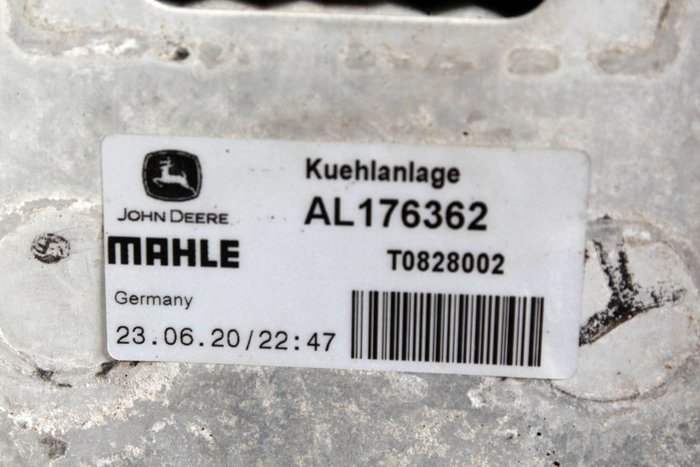 Kuehlanlage
JOHN DEERE
AL176362
MAHLE
T0828002
Germany
23.06.20/22:47